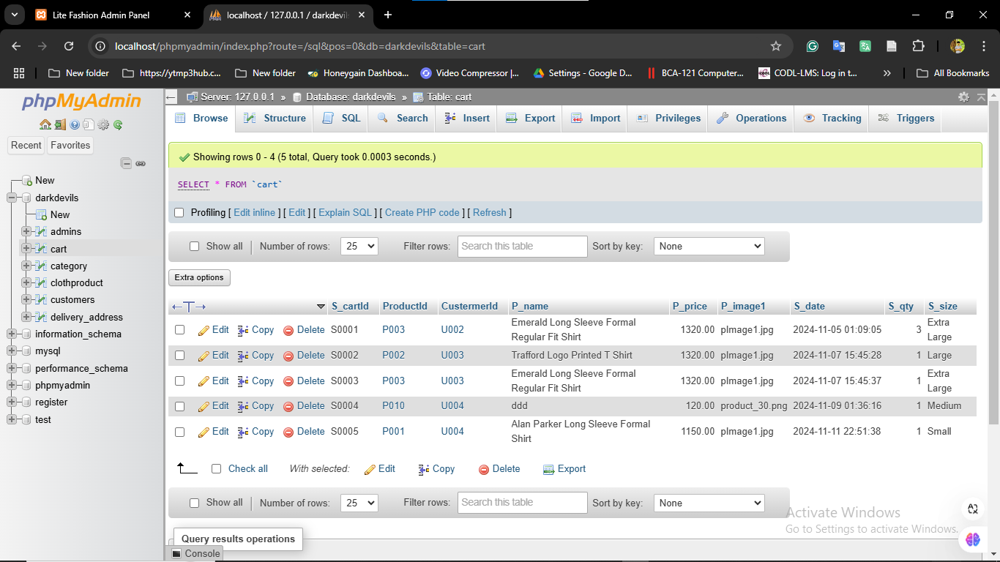 Lite Fashion Admin Panel
localhost / 127.0.0.1 / darkdevils
localhost/phpmyadmin/index.php?route=/sql&pos=0&db=darkdevils&table=cart
New folder https://ytmp3hub.c... New folder Honeygain Dashboa... Video Compressor |... Settings - Google D... BCA-121 Computer... CODL-LMS: Log in t... » All Bookmarks
phpMyAdmin
Recent Favorites
New
darkdevils
New
admins
cart
category
clothproduct
customers
delivery_address
information_schema
mysql
performance_schema
phpmyadmin
register
test
Server: 127.0.0.1 » Database: darkdevils » Table: cart
Browse Structure SQL Search Insert Export Import Privileges Operations Tracking Triggers
Showing rows 0 - 4 (5 total, Query took 0.0003 seconds.)
SELECT * FROM `cart`
Profiling [ Edit inline ] [ Edit ] [ Explain SQL ] [ Create PHP code ] [ Refresh ]
Show all Number of rows: 25 Filter rows: Search this table Sort by key: None
Extra options
S_cartId ProductId CustermerId P_name P_price P_image1 S_date S_qty S_size
Edit Copy Delete S0001 P003 U002 Emerald Long Sleeve Formal Regular Fit Shirt 1320.00 pImage1.jpg 2024-11-05 01:09:05 3 Extra Large
Edit Copy Delete S0002 P002 U003 Trafford Logo Printed T Shirt 1320.00 pImage1.jpg 2024-11-07 15:45:28 1 Large
Edit Copy Delete S0003 P003 U003 Emerald Long Sleeve Formal Regular Fit Shirt 1320.00 pImage1.jpg 2024-11-07 15:45:37 1 Extra Large
Edit Copy Delete S0004 P010 U004 ddd 120.00 product_30.png 2024-11-09 01:36:16 1 Medium
Edit Copy Delete S0005 P001 U004 Alan Parker Long Sleeve Formal Shirt 1150.00 pImage1.jpg 2024-11-11 22:51:38 1 Small
Check all With selected: Edit Copy Delete Export
Show all Number of rows: 25 Filter rows: Search this table Sort by key: None
Activate Windows
Go to Settings to activate Windows.
Query results operations
Console